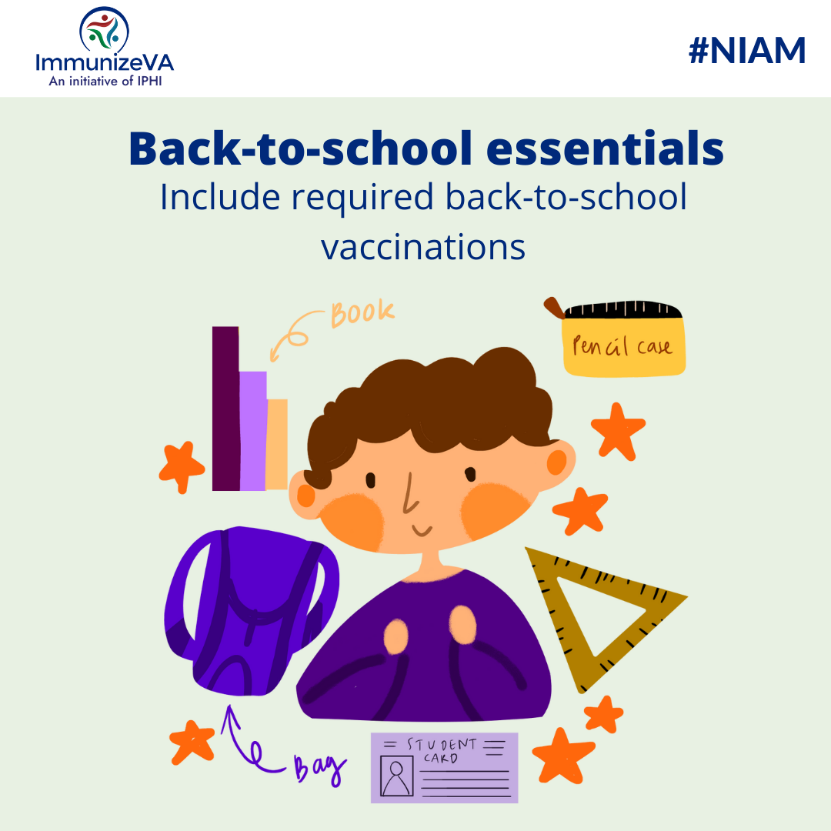 ImmunizeVA
An initiative of IPHI
#NIAM
Back-to-school essentials
Include required back-to-school
vaccinations
BOOK
Pencil case
Bag
STUDENT
CARD